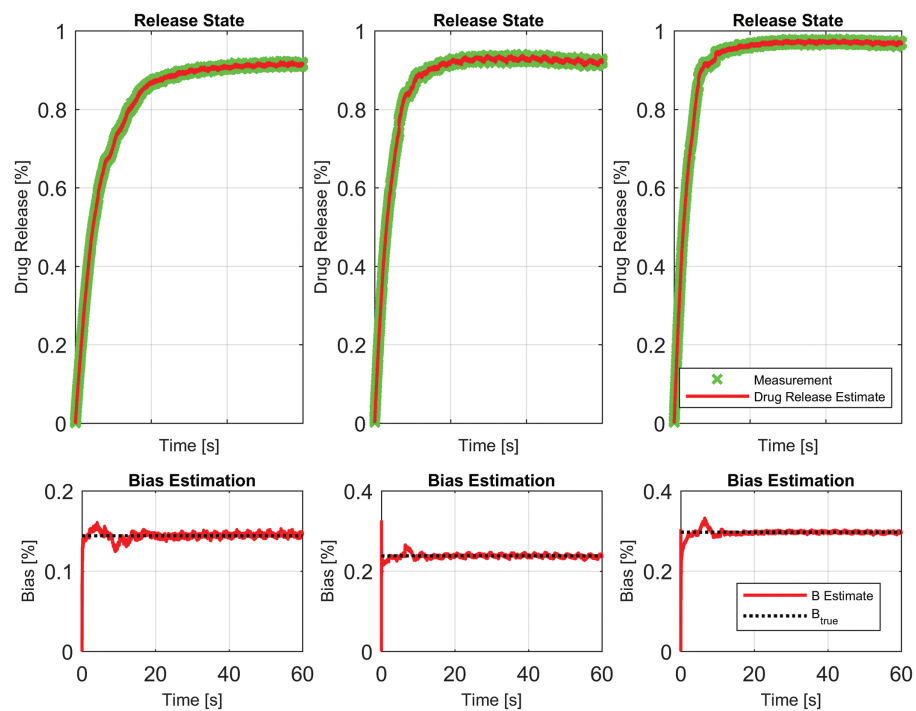 Release State
Drug Release [%]
1
0.8
0.6
0.4
0.2
0
Time [s]
Release State
Drug Release [%]
1
0.8
0.6
0.4
0.2
0
Time [s]
Release State
Drug Release [%]
1
0.8
0.6
0.4
0.2
0
Measurement
Drug Release Estimate
Time [s]
Bias Estimation
Bias [%]
0.2
0.1
0
0 20 40 60
Time [s]
Bias Estimation
Bias [%]
0.4
0.2
0
0 20 40 60
Time [s]
Bias Estimation
Bias [%]
0.4
0.2
0
B Estimate
B_true
0 20 40 60
Time [s]